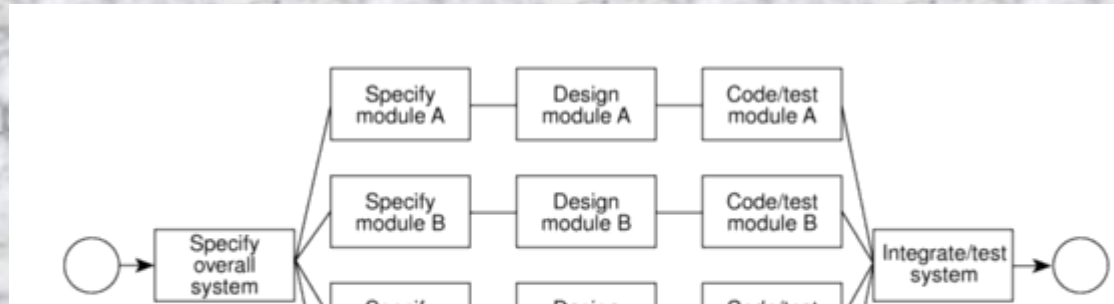 Specify
module A
Design
module A
Code/test
module A
Specify
module B
Design
module B
Code/test
module B
Specify
overall
system
Integrate/test
system